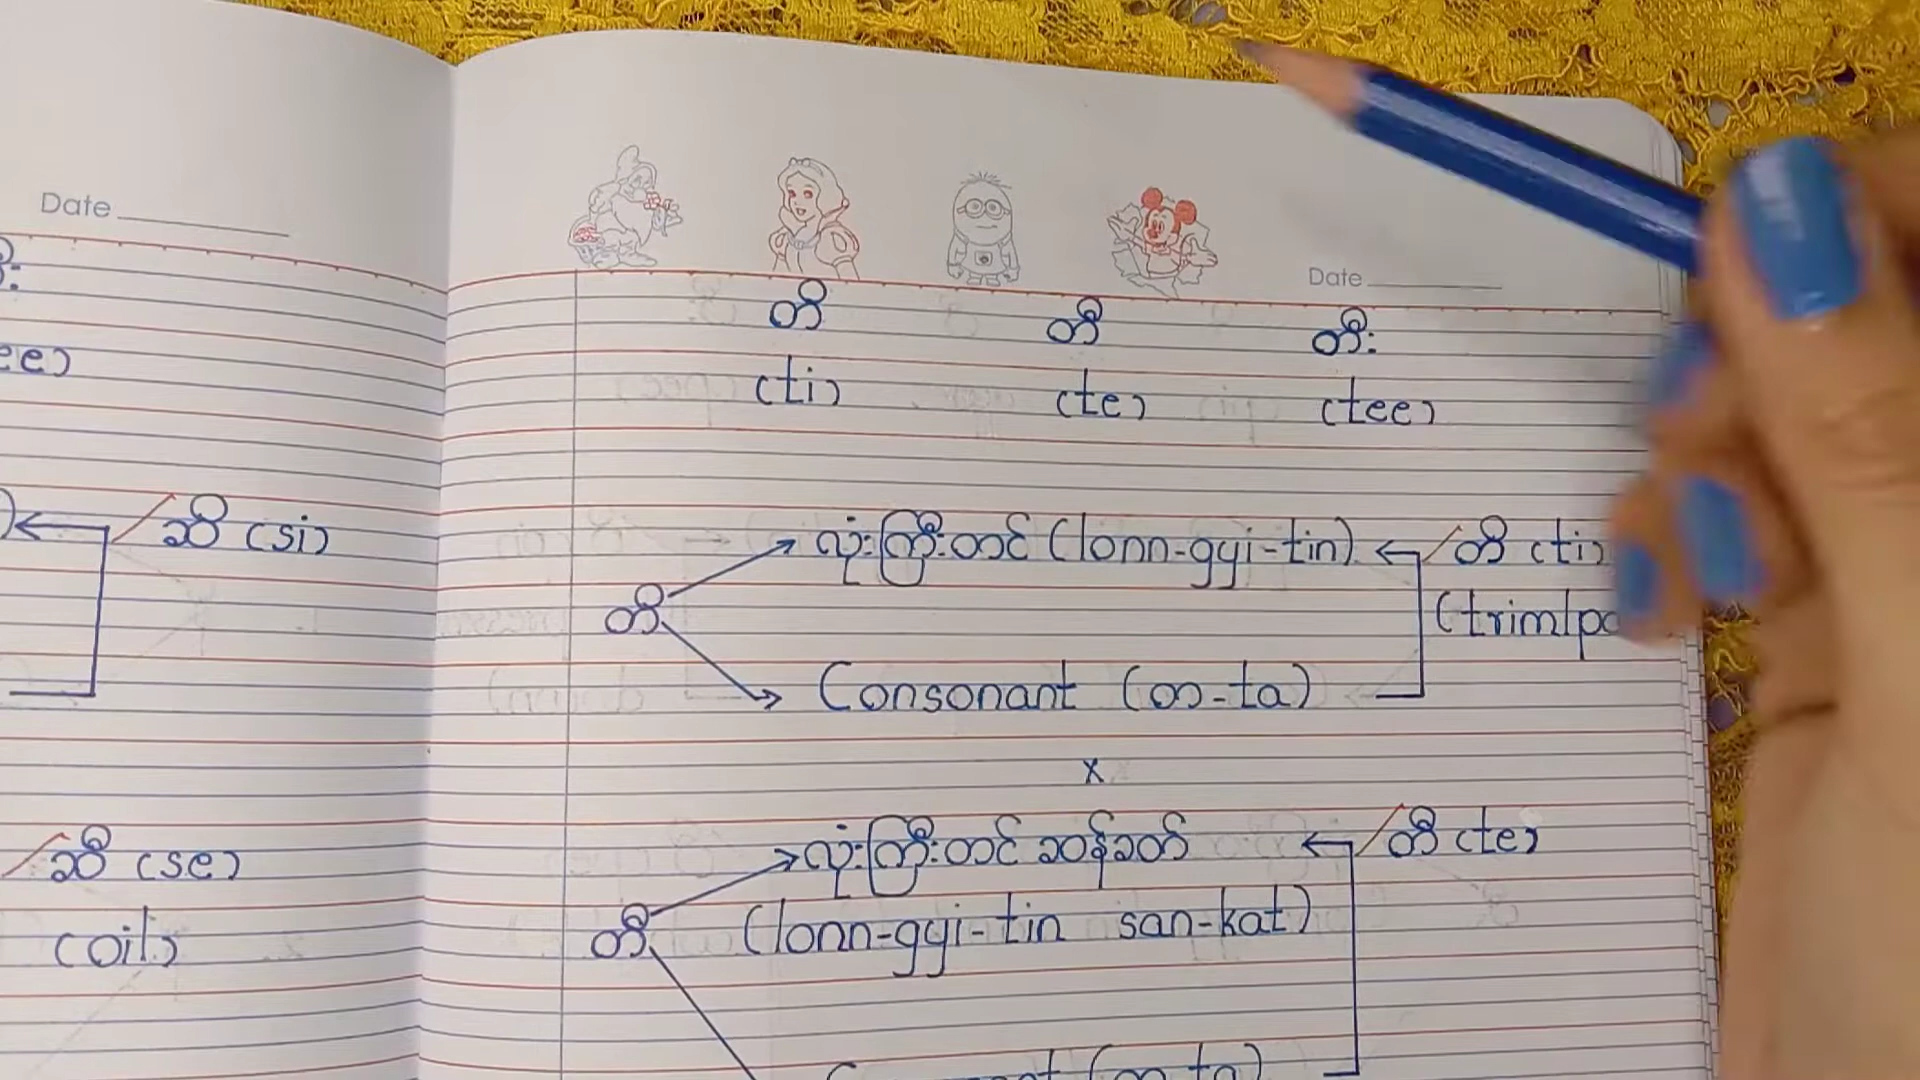 Date
ee)
သိ (si)
သီ (se)
(oil)
Date
တိ တီ တီး
(ti) (te) (tee)
လုံးကြီးတင် (lonn-gyi-tin) တိ (ti)
တိ
Consonant (တ-ta)
x
လုံးကြီးတင် ဆန်ခတ် တီ (te)
တီ (lonn-gyi-tin san-kat)